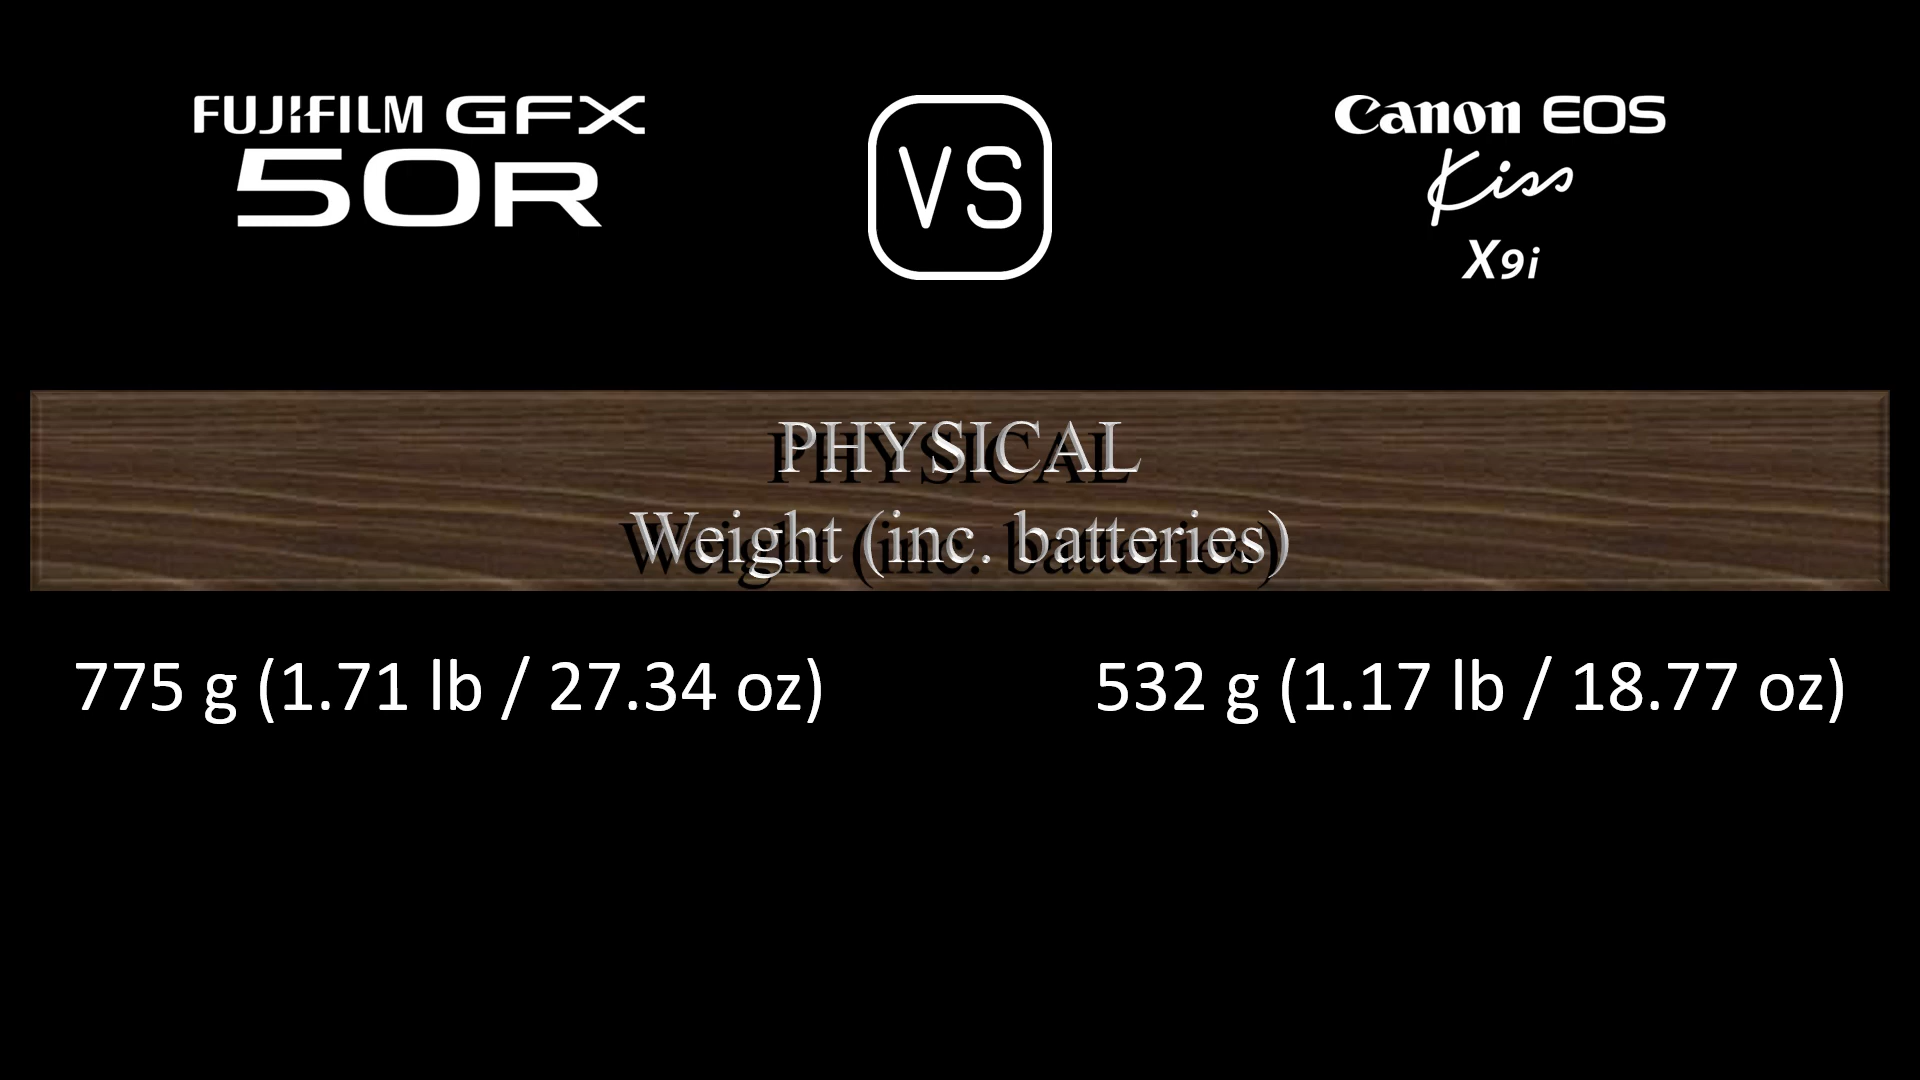 FUJIFILM GFX
50R
VS
Canon EOS
Kiss
X9i
PHYSICAL
Weight (inc. batteries)
775 g (1.71 lb / 27.34 oz)
532 g (1.17 lb / 18.77 oz)